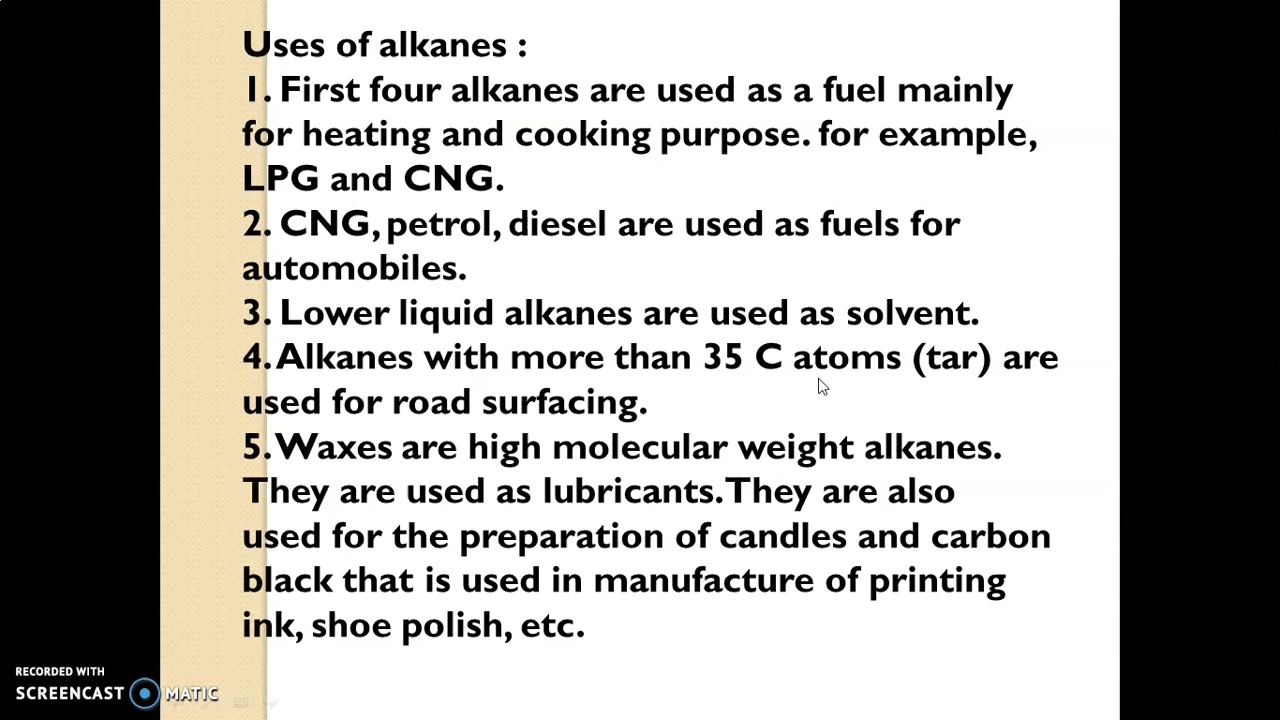 Uses of alkanes :
1. First four alkanes are used as a fuel mainly
for heating and cooking purpose. for example,
LPG and CNG.
2. CNG, petrol, diesel are used as fuels for
automobiles.
3. Lower liquid alkanes are used as solvent.
4. Alkanes with more than 35 C atoms (tar) are
used for road surfacing.
5. Waxes are high molecular weight alkanes.
They are used as lubricants. They are also
used for the preparation of candles and carbon
black that is used in manufacture of printing
ink, shoe polish, etc.
RECORDED WITH
SCREENCAST MATIC